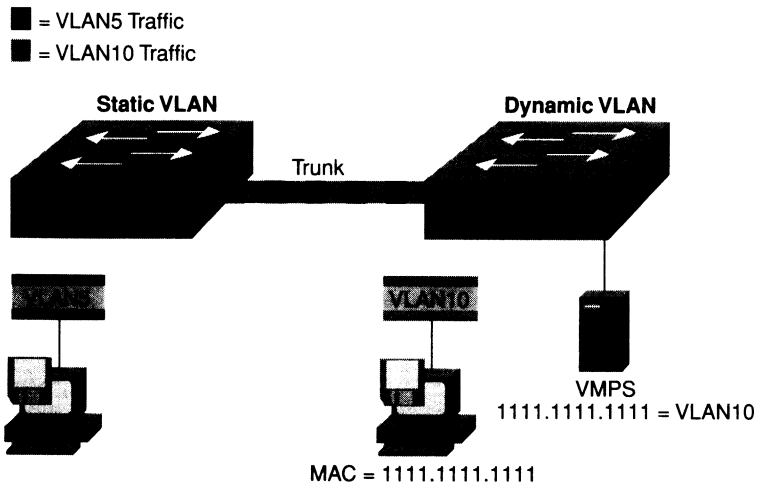 = VLAN5 Traffic
= VLAN10 Traffic
Static VLAN
Dynamic VLAN
Trunk
VLAN5
VLAN10
VMPS
1111.1111.1111 = VLAN10
MAC = 1111.1111.1111